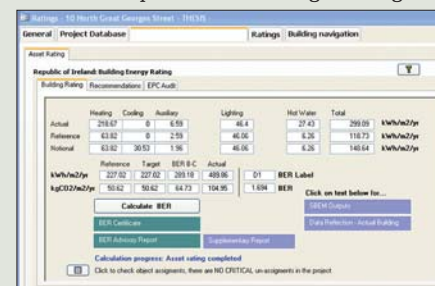 Ratings - 10 North Great Georges Street - THESIS
General Project Database Ratings Building navigation
Asset Rating
Republic of Ireland: Building Energy Rating
Building Rating Recommendations EPC Audit
Heating Cooling Auxiliary Lighting Hot Water Total
Actual 218.67 0 6.59 46.4 27.43 299.09 kWh/m2/yr
Reference 63.82 0 2.59 46.06 6.26 118.73 kWh/m2/yr
Notional 63.82 30.53 1.96 46.06 6.26 148.64 kWh/m2/yr
Reference Target BER B-C Actual
kWh/m2/yr 227.02 227.02 289.18 489.86 D1 BER Label
kgCO2/m2/yr 50.62 50.62 64.73 104.95 1.694 BER
Click on text below for...
Calculate BER
SBEM Outputs
BER Certificate
Data Reflection - Actual Building
BER Advisory Report Supplementary Report
Calculation progress: Asset rating completed
Click to check object assigments, there are NO CRITICAL un-assigments in the project